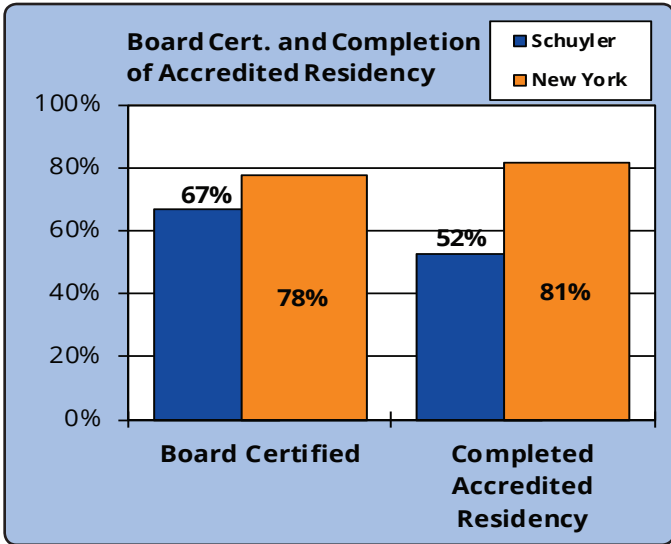 Board Cert. and Completion
of Accredited Residency
Schuyler
New York
100%
80%
60%
40%
20%
0%
67%
78%
52%
81%
Board Certified
Completed
Accredited
Residency